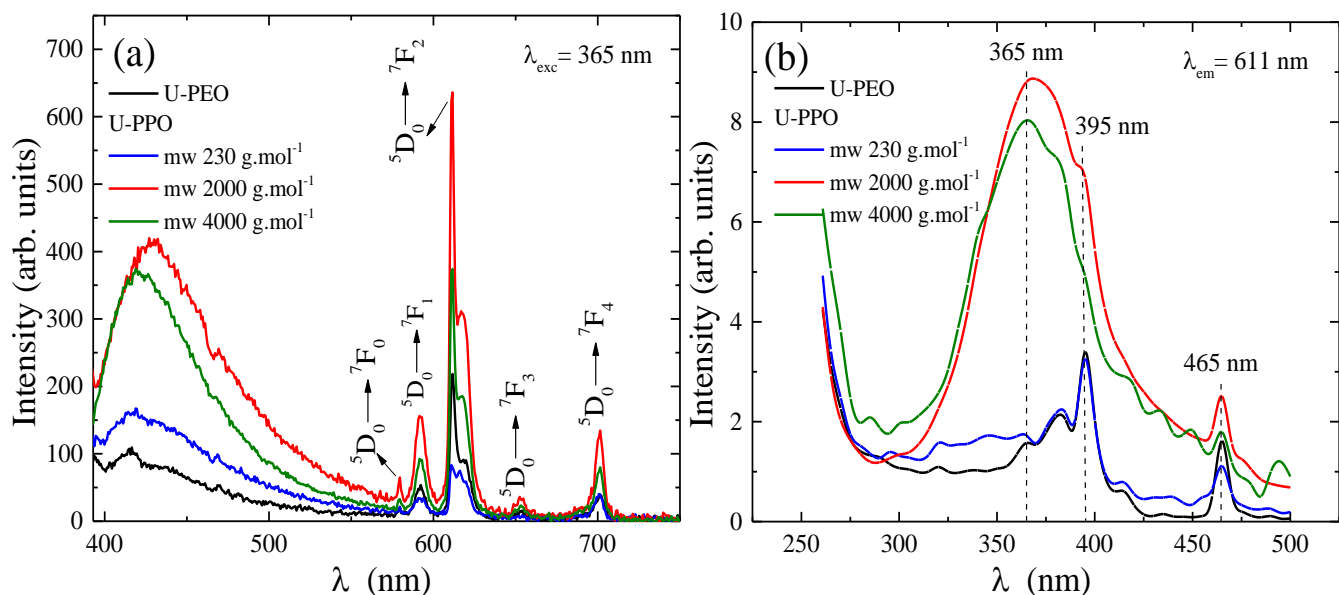 (a)
λexc= 365 nm
U-PEO
U-PPO
mw 230 g.mol⁻¹
mw 2000 g.mol⁻¹
mw 4000 g.mol⁻¹
⁵D₀ → ⁷F₀
⁵D₀ → ⁷F₁
⁵D₀ → ⁷F₂
⁵D₀ → ⁷F₃
⁵D₀ → ⁷F₄
Intensity (arb. units)
700
600
500
400
300
200
100
0
400 500 600 700
λ (nm)
(b)
365 nm
λem= 611 nm
395 nm
465 nm
U-PEO
U-PPO
mw 230 g.mol⁻¹
mw 2000 g.mol⁻¹
mw 4000 g.mol⁻¹
Intensity (arb. units)
10
8
6
4
2
0
250 300 350 400 450 500
λ (nm)